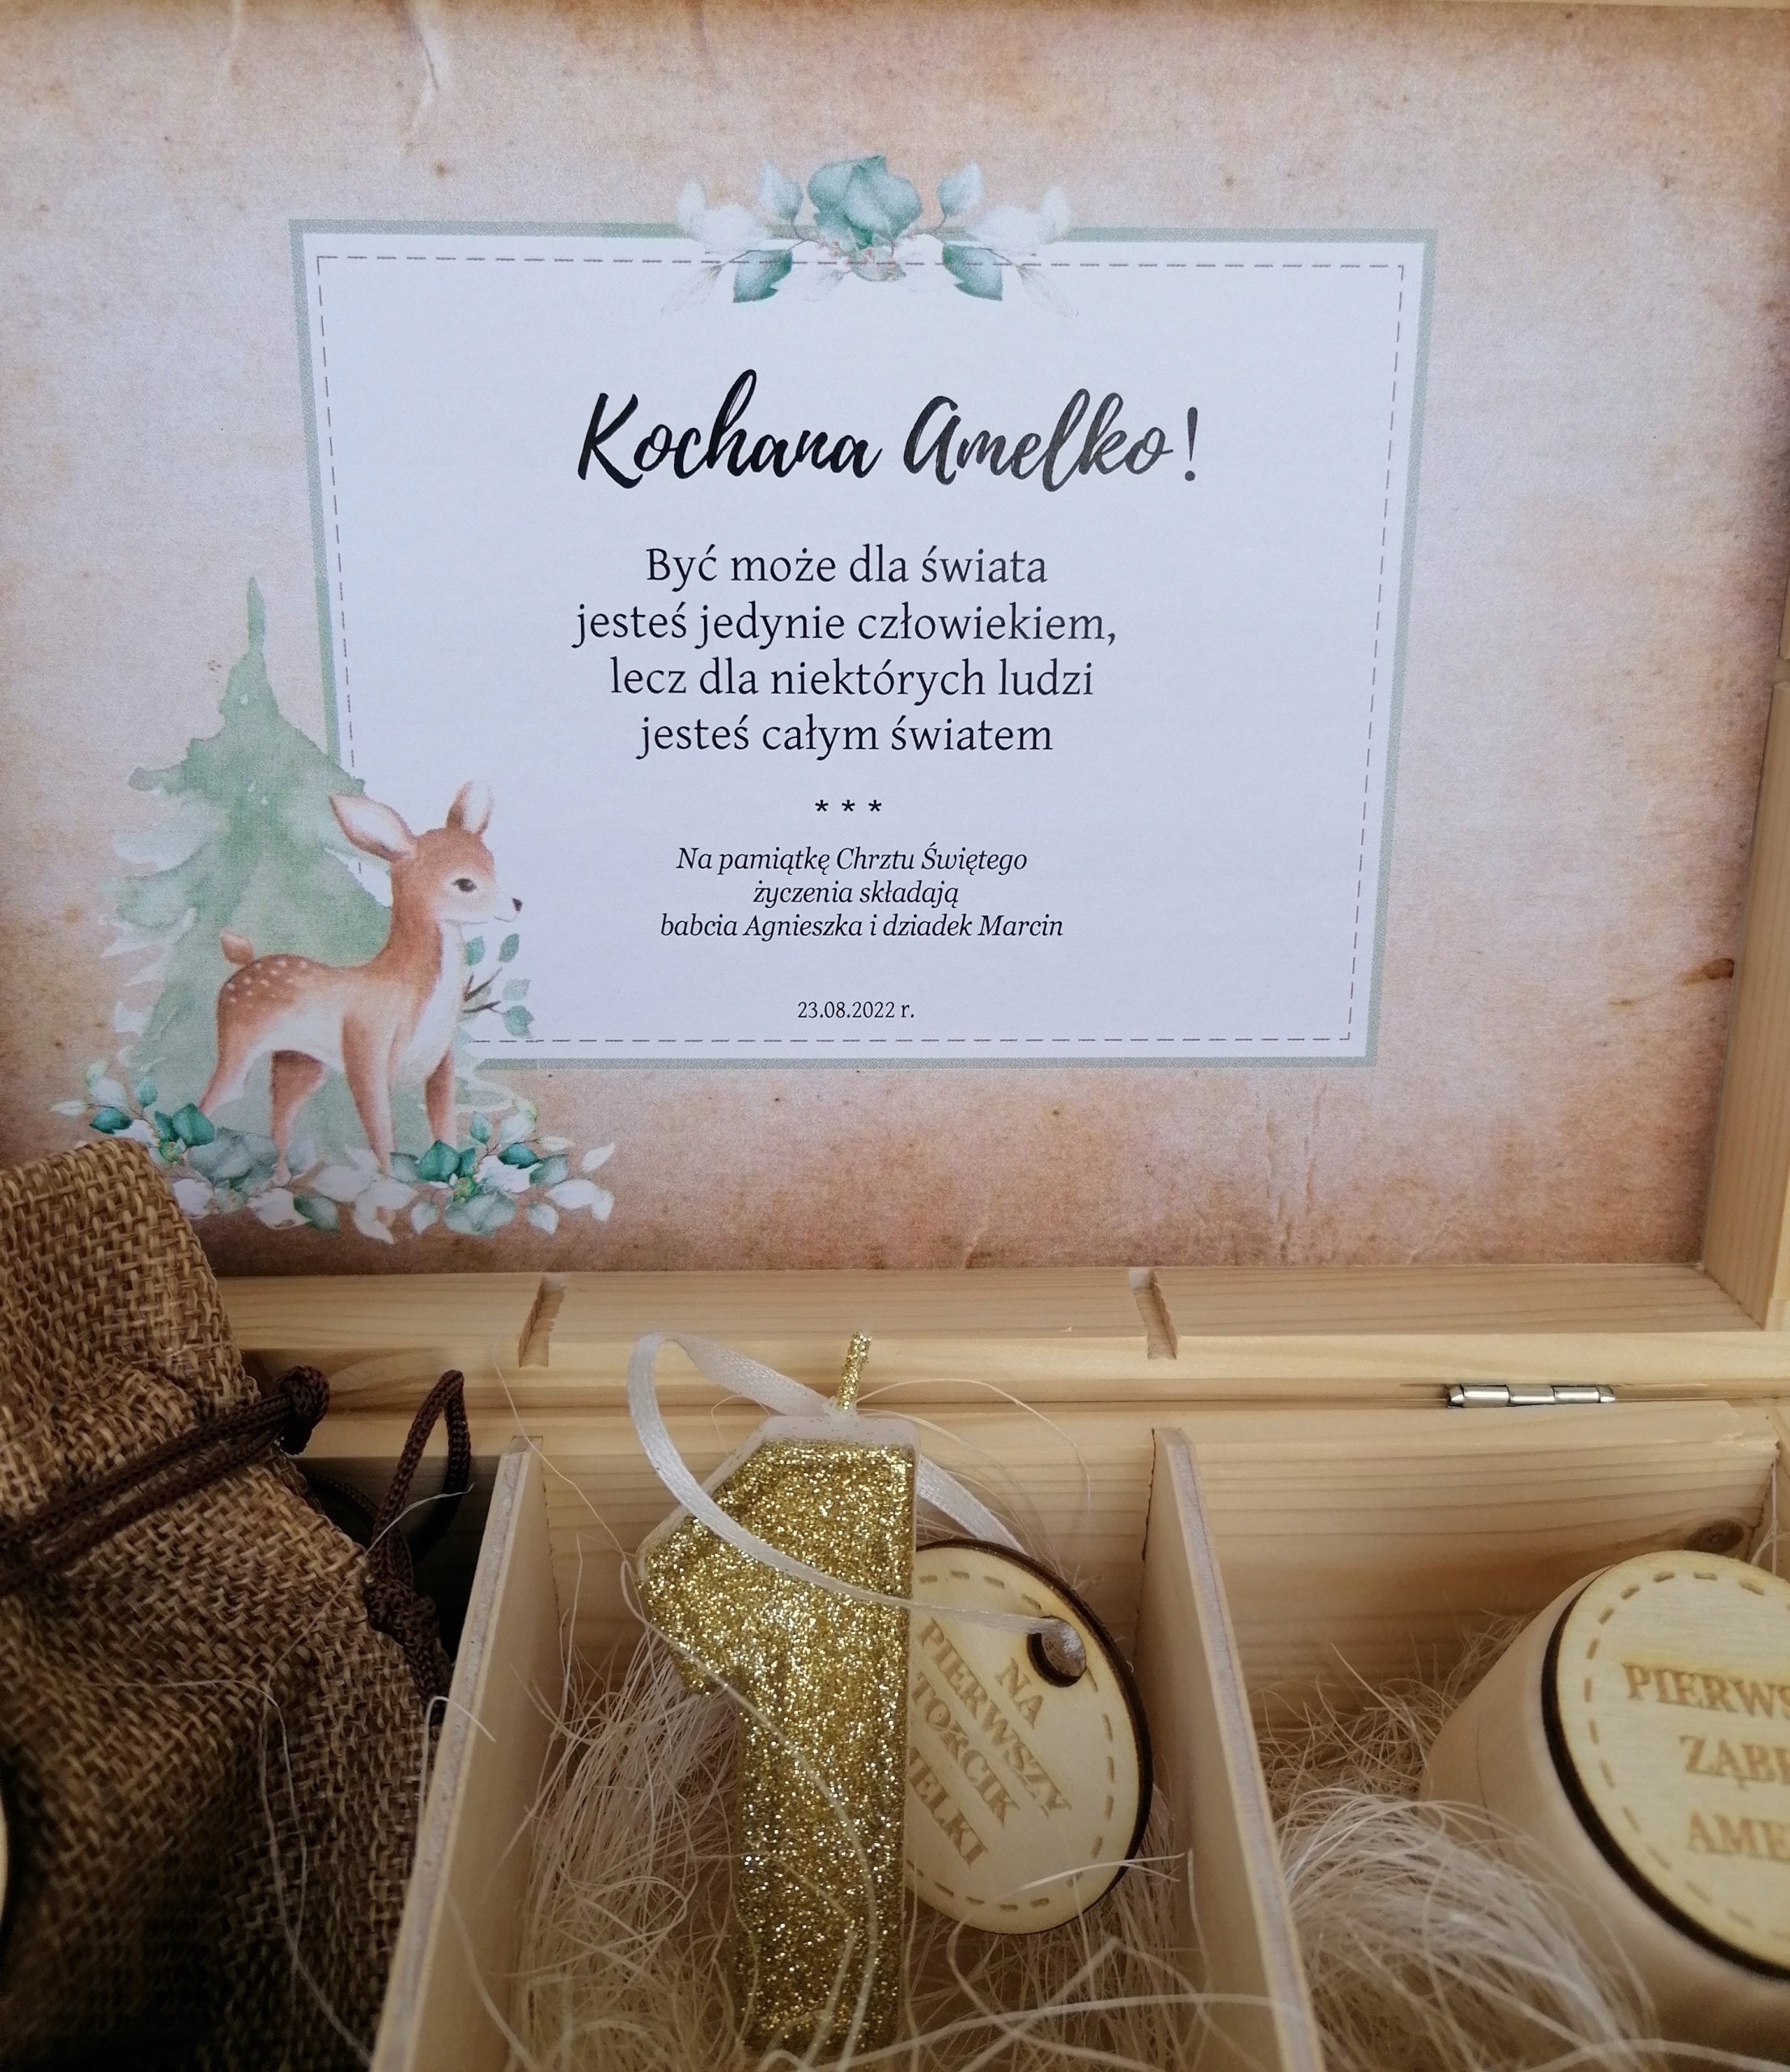 Kochana Amelko!
Być może dla świata
jesteś jedynie człowiekiem,
lecz dla niektórych ludzi
jesteś całym światem
* * *
Na pamiątkę Chrztu Świętego
życzenia składają
babcia Agnieszka i dziadek Marcin
23.08.2022 r.
NA
PIERWSZY
TORCIK